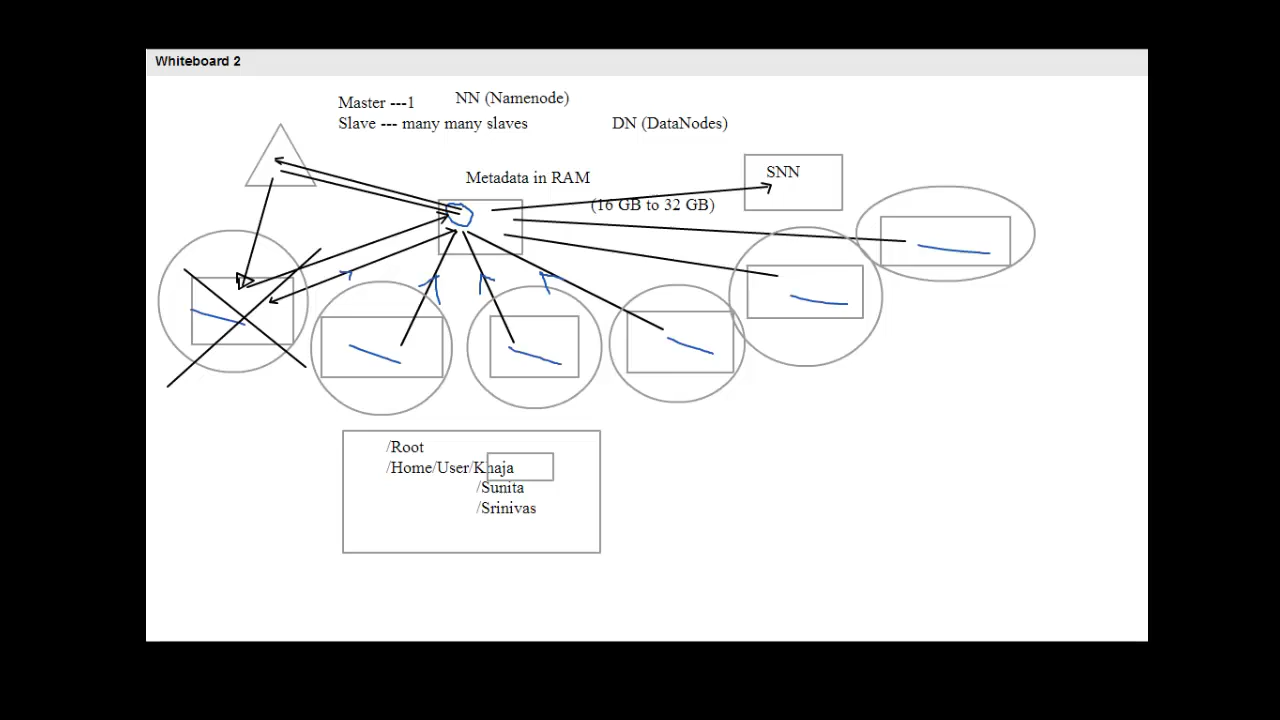 Whiteboard 2
Master ---1 NN (Namenode)
Slave --- many many slaves DN (DataNodes)
SNN
Metadata in RAM
(16 GB to 32 GB)
/Root
/Home/User/Khaja
/Sunita
/Srinivas